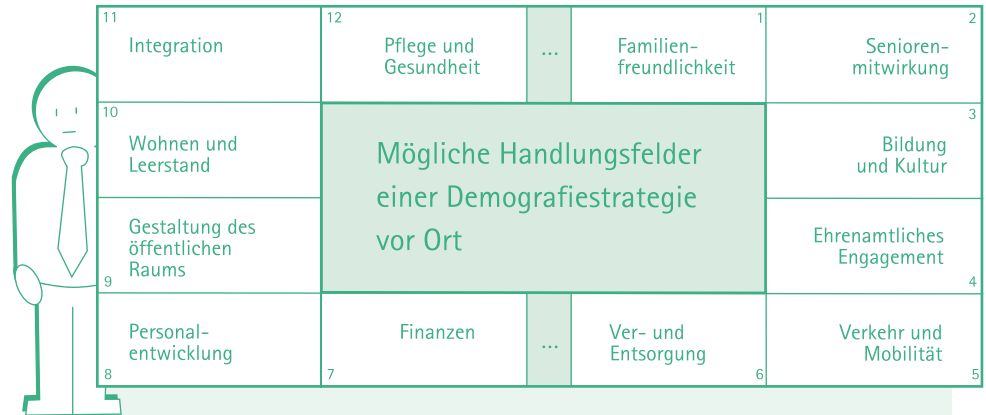 11
Integration
12
Pflege und
Gesundheit
...
1
Familien-
freundlichkeit
2
Senioren-
mitwirkung
10
Wohnen und
Leerstand
Mögliche Handlungsfelder
einer Demografiestrategie
vor Ort
3
Bildung
und Kultur
Gestaltung des
öffentlichen
Raums
9
Ehrenamtliches
Engagement
4
Personal-
entwicklung
8
Finanzen
7
...
Ver- und
Entsorgung
6
Verkehr und
Mobilität
5